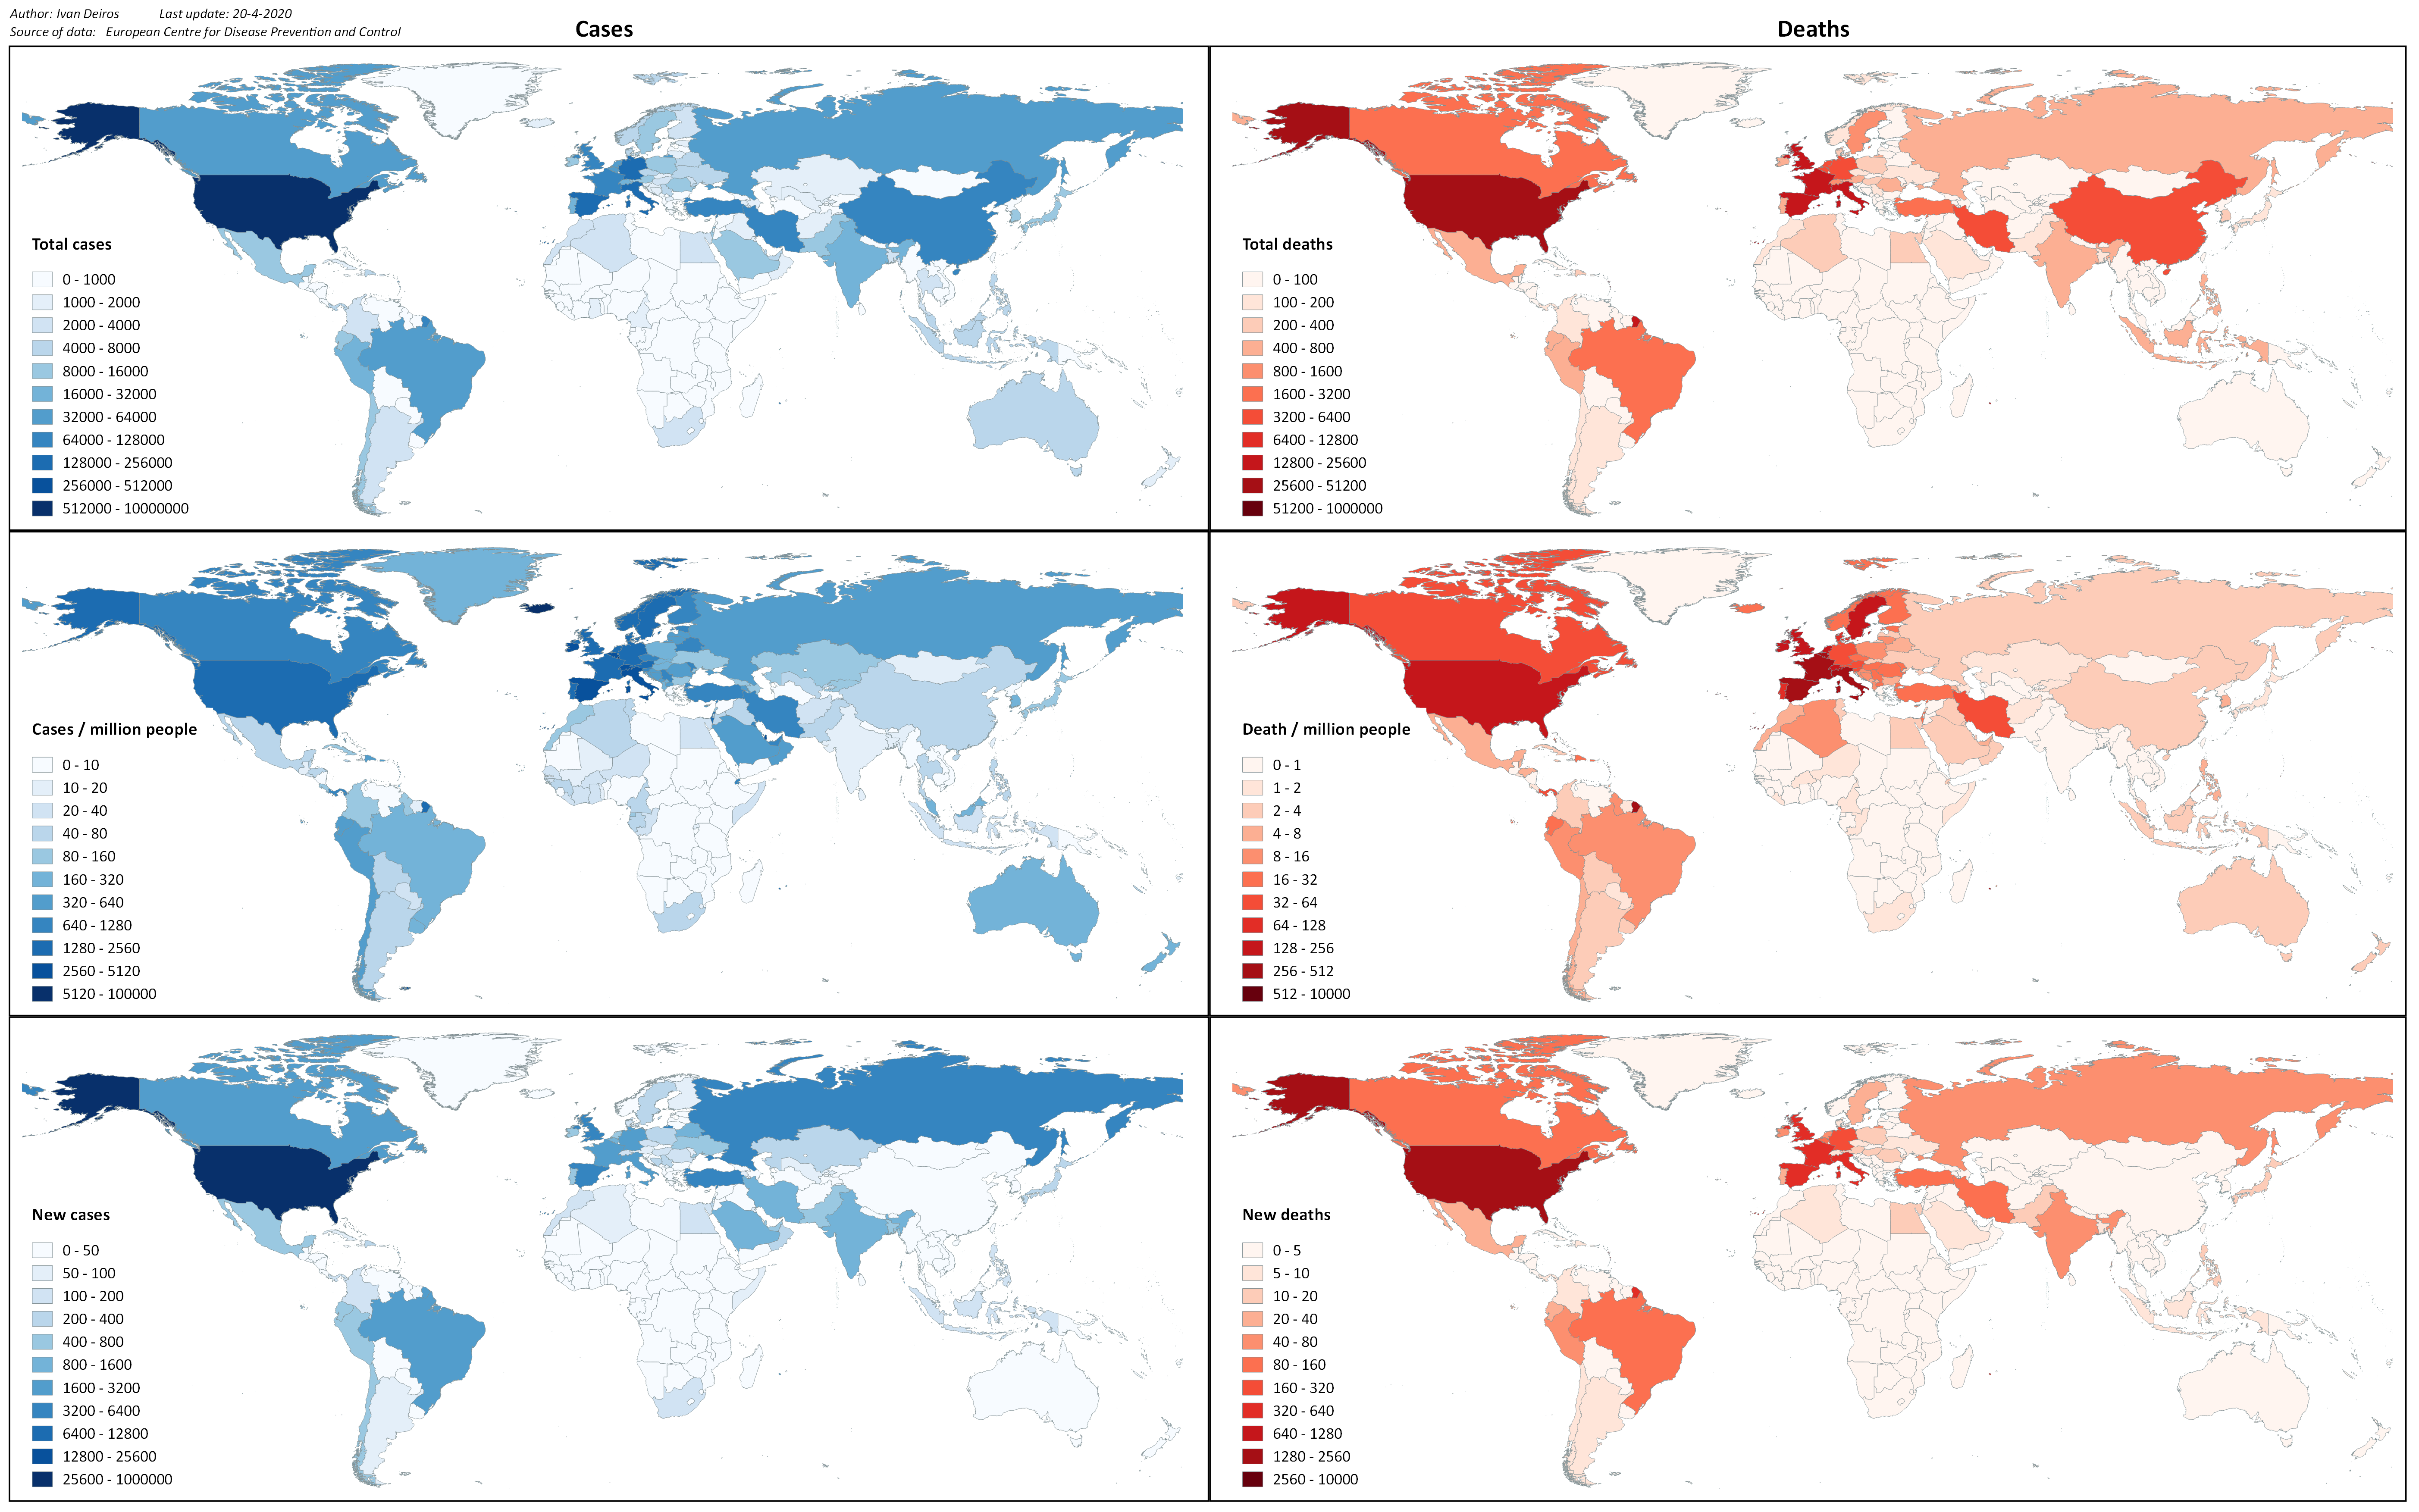 Author: Ivan Deiros Last update: 20-4-2020
Source of data: European Centre for Disease Prevention and Control
Cases
Deaths
Total cases
0 - 1000
1000 - 2000
2000 - 4000
4000 - 8000
8000 - 16000
16000 - 32000
32000 - 64000
64000 - 128000
128000 - 256000
256000 - 512000
512000 - 10000000
Total deaths
0 - 100
100 - 200
200 - 400
400 - 800
800 - 1600
1600 - 3200
3200 - 6400
6400 - 12800
12800 - 25600
25600 - 51200
51200 - 1000000
Cases / million people
0 - 10
10 - 20
20 - 40
40 - 80
80 - 160
160 - 320
320 - 640
640 - 1280
1280 - 2560
2560 - 5120
5120 - 100000
Death / million people
0 - 1
1 - 2
2 - 4
4 - 8
8 - 16
16 - 32
32 - 64
64 - 128
128 - 256
256 - 512
512 - 10000
New cases
0 - 50
50 - 100
100 - 200
200 - 400
400 - 800
800 - 1600
1600 - 3200
3200 - 6400
6400 - 12800
12800 - 25600
25600 - 1000000
New deaths
0 - 5
5 - 10
10 - 20
20 - 40
40 - 80
80 - 160
160 - 320
320 - 640
640 - 1280
1280 - 2560
2560 - 10000